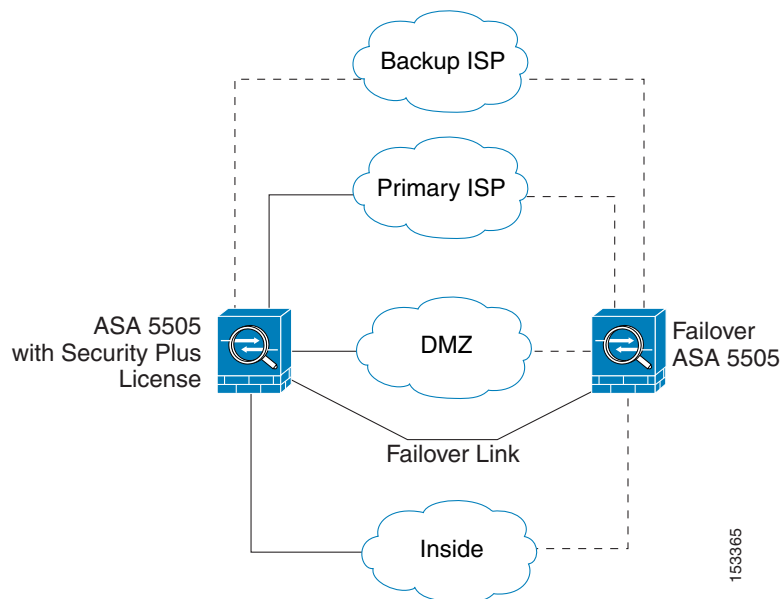 Backup ISP
Primary ISP
ASA 5505
with Security Plus
License
DMZ
Failover
ASA 5505
Failover Link
Inside
153365